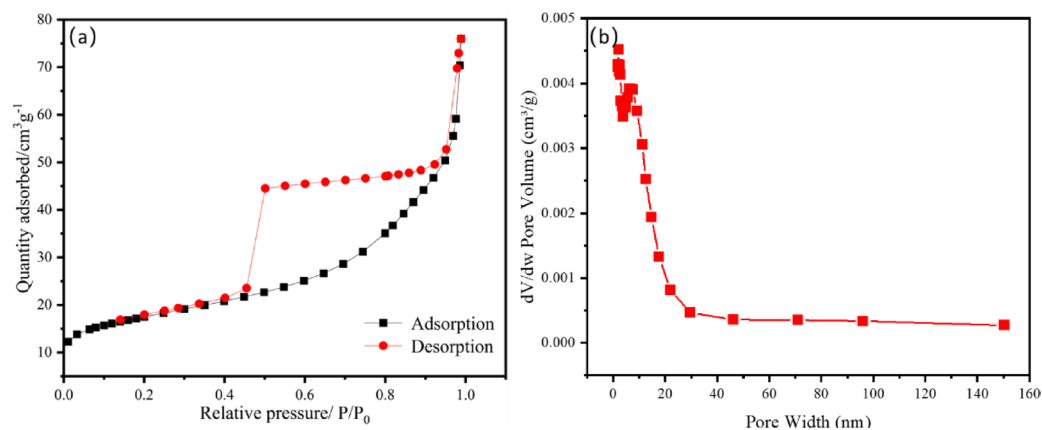 (a)
Quantity adsorbed/cm³g⁻¹
80
70
60
50
40
30
20
10
0.0 0.2 0.4 0.6 0.8 1.0
Relative pressure/ P/P₀
Adsorption
Desorption
(b)
dV/dw Pore Volume (cm³/g)
0.005
0.004
0.003
0.002
0.001
0.000
0 20 40 60 80 100 120 140 160
Pore Width (nm)